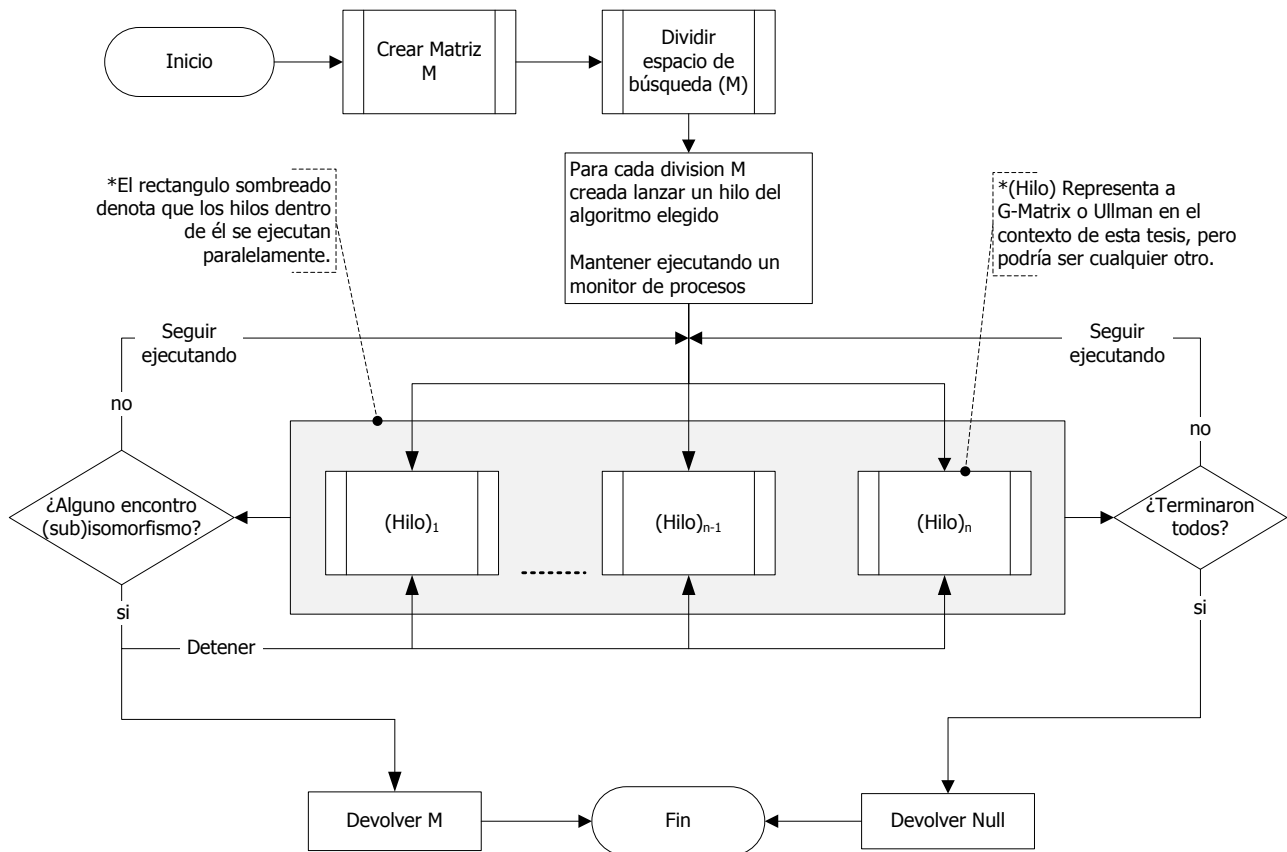 Inicio
Crear Matriz
M
Dividir
espacio de
búsqueda (M)
Para cada division M
creada lanzar un hilo del
algoritmo elegido
Mantener ejecutando un
monitor de procesos
*El rectangulo sombreado
denota que los hilos dentro
de él se ejecutan
paralelamente.
*(Hilo) Representa a
G-Matrix o Ullman en el
contexto de esta tesis, pero
podría ser cualquier otro.
Seguir
ejecutando
Seguir
ejecutando
no
no
¿Alguno encontro
(sub)isomorfismo?
(Hilo)1
(Hilo)n-1
(Hilo)n
¿Terminaron
todos?
si
si
Detener
Devolver M
Fin
Devolver Null